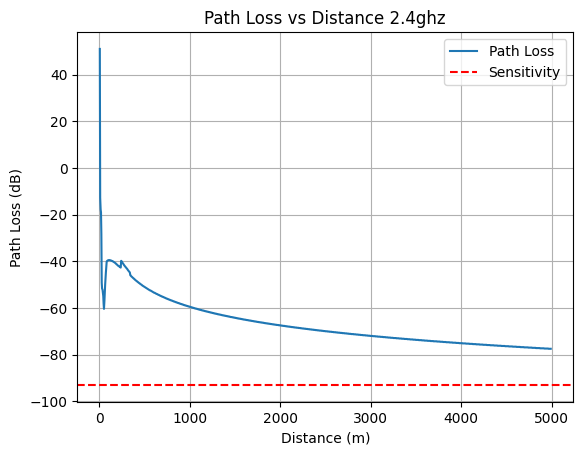 Path Loss vs Distance 2.4ghz
Path Loss
Sensitivity
Path Loss (dB)
40
20
0
−20
−40
−60
−80
−100
0
1000
2000
3000
4000
5000
Distance (m)